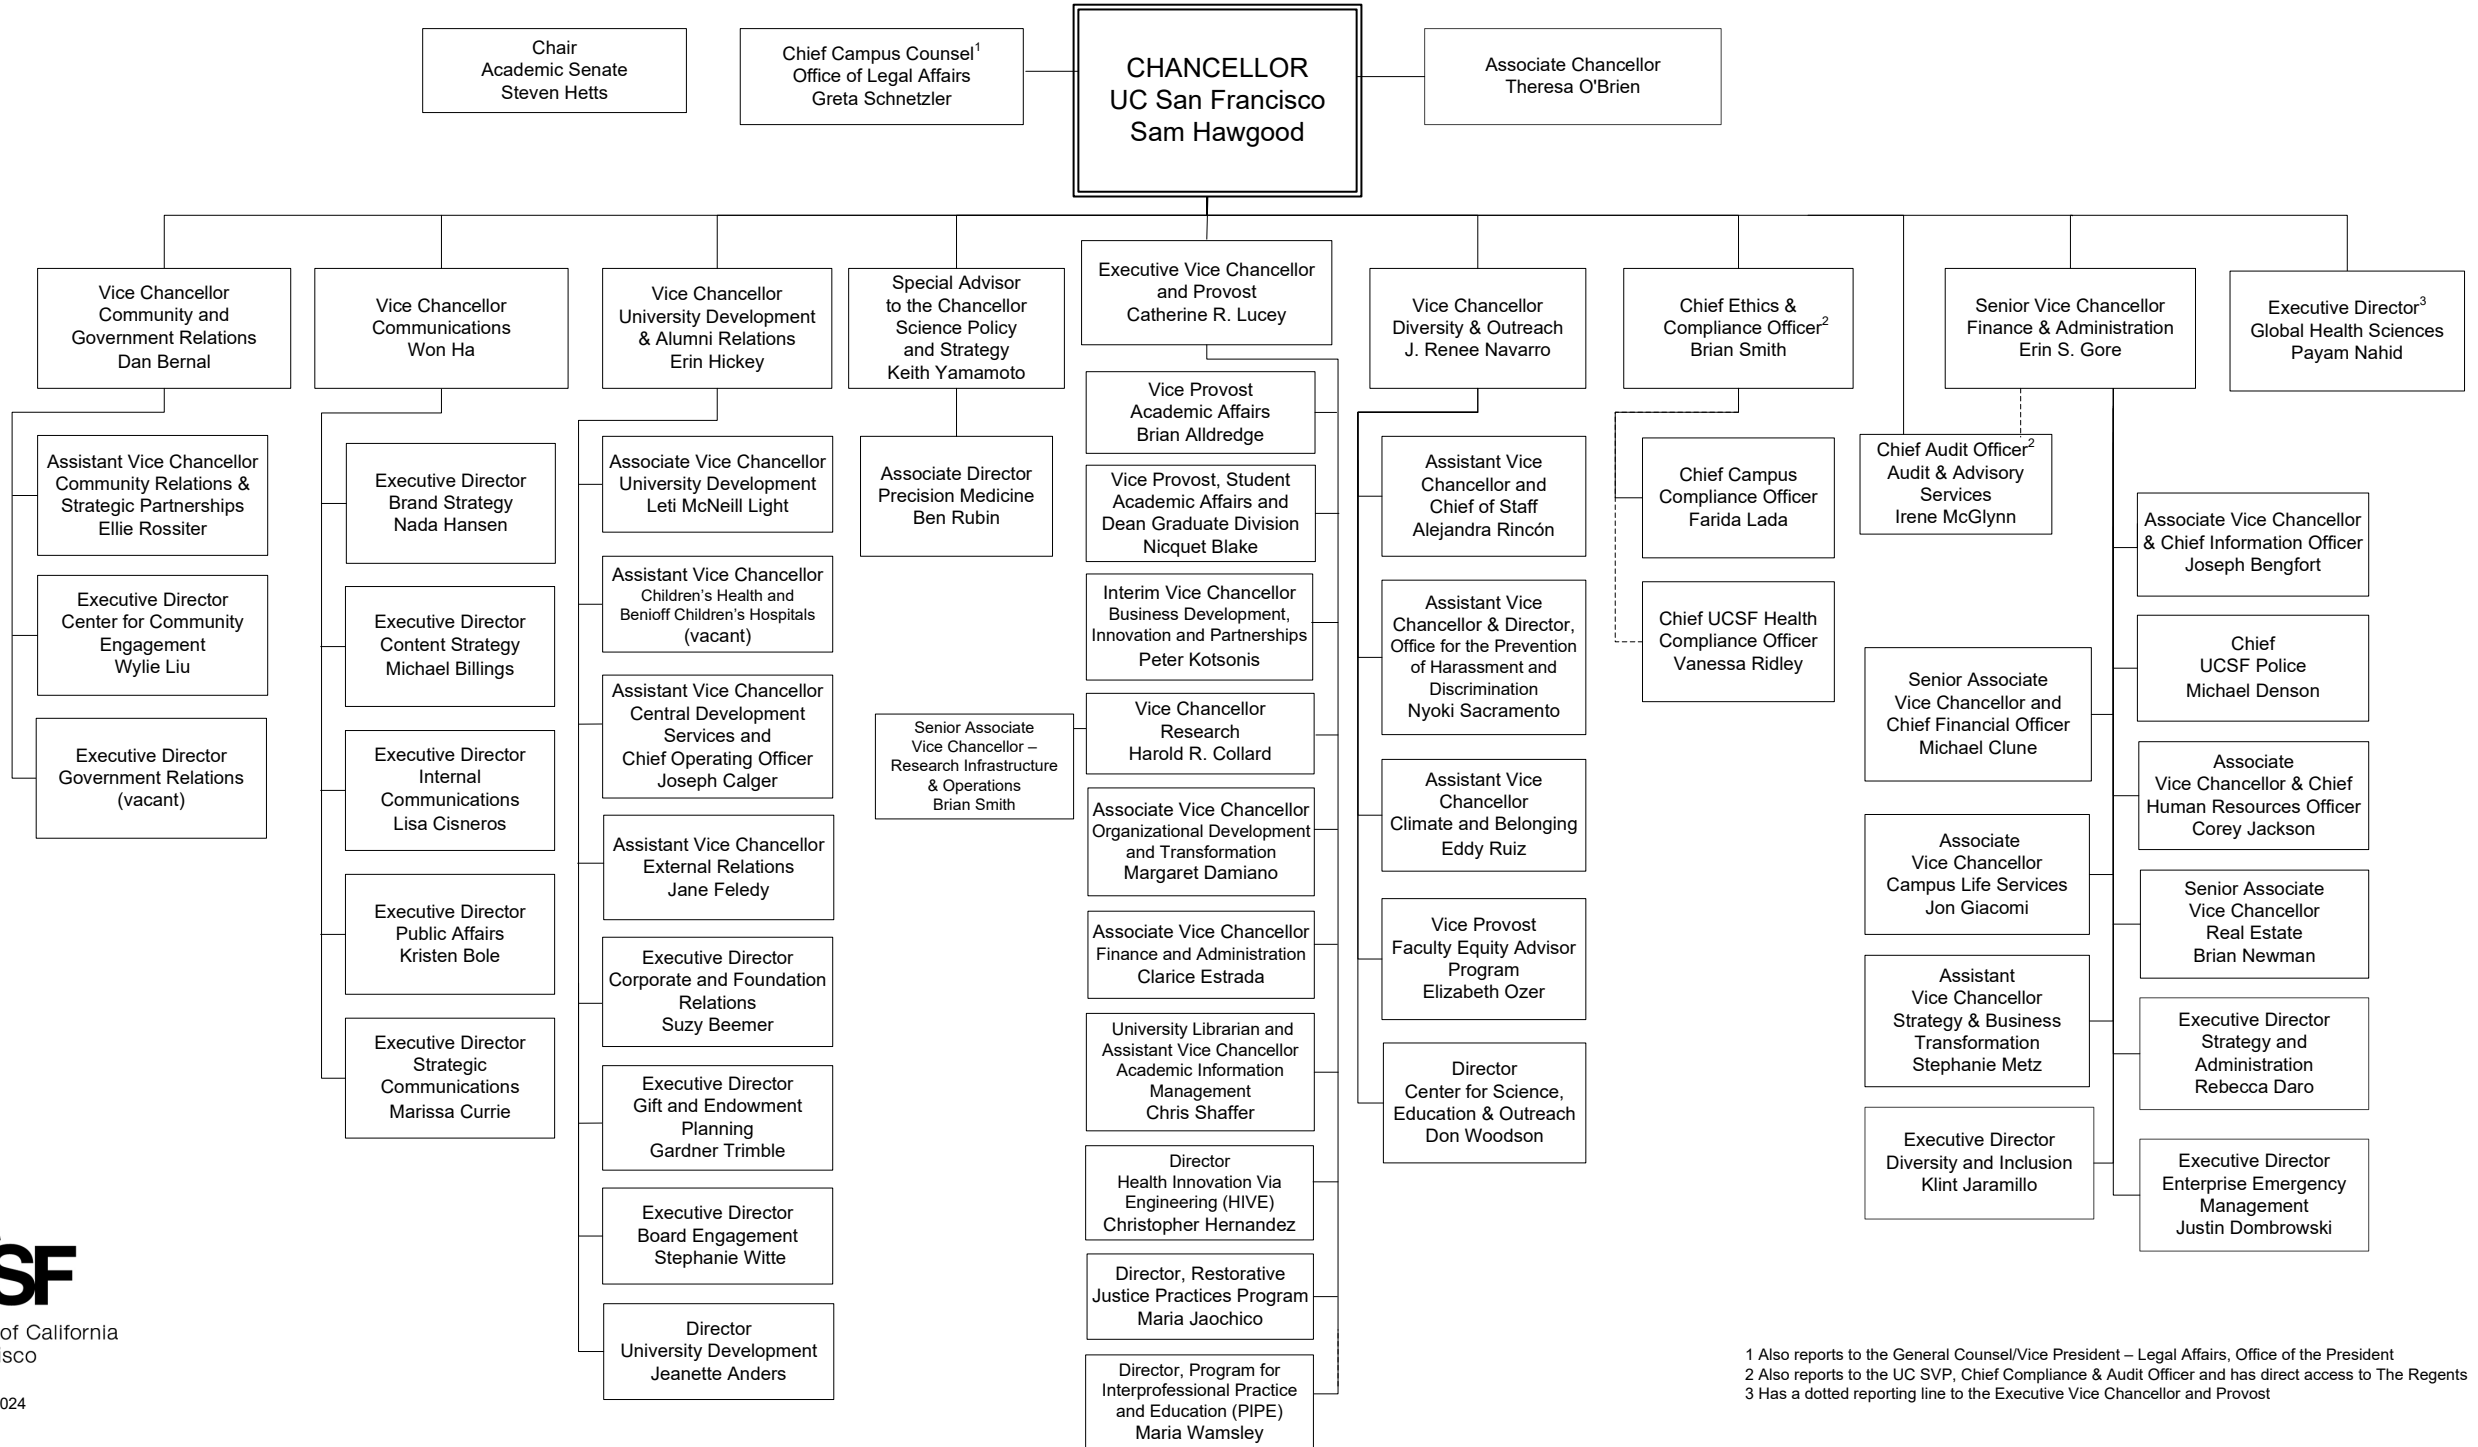 Chair
Academic Senate
Steven Hetts
Chief Campus Counsel1
Office of Legal Affairs
Greta Schnetzler
CHANCELLOR
UC San Francisco
Sam Hawgood
Associate Chancellor
Theresa O'Brien
Vice Chancellor
Community and
Government Relations
Dan Bernal
Assistant Vice Chancellor
Community Relations &
Strategic Partnerships
Ellie Rossiter
Executive Director
Center for Community
Engagement
Wylie Liu
Executive Director
Government Relations
(vacant)
Vice Chancellor
Communications
Won Ha
Executive Director
Brand Strategy
Nada Hansen
Executive Director
Content Strategy
Michael Billings
Executive Director
Internal
Communications
Lisa Cisneros
Executive Director
Public Affairs
Kristen Bole
Executive Director
Strategic
Communications
Marissa Currie
Vice Chancellor
University Development
& Alumni Relations
Erin Hickey
Associate Vice Chancellor
University Development
Leti McNeill Light
Assistant Vice Chancellor
Children’s Health and
Benioff Children’s Hospitals
(vacant)
Assistant Vice Chancellor
Central Development
Services and
Chief Operating Officer
Joseph Calger
Assistant Vice Chancellor
External Relations
Jane Feledy
Executive Director
Corporate and Foundation
Relations
Suzy Beemer
Executive Director
Gift and Endowment
Planning
Gardner Trimble
Executive Director
Board Engagement
Stephanie Witte
Director
University Development
Jeanette Anders
Special Advisor
to the Chancellor
Science Policy
and Strategy
Keith Yamamoto
Associate Director
Precision Medicine
Ben Rubin
Executive Vice Chancellor
and Provost
Catherine R. Lucey
Vice Provost
Academic Affairs
Brian Alldredge
Vice Provost, Student
Academic Affairs and
Dean Graduate Division
Nicquet Blake
Interim Vice Chancellor
Business Development,
Innovation and Partnerships
Peter Kotsonis
Vice Chancellor
Research
Harold R. Collard
Senior Associate
Vice Chancellor –
Research Infrastructure
& Operations
Brian Smith
Associate Vice Chancellor
Organizational Development
and Transformation
Margaret Damiano
Associate Vice Chancellor
Finance and Administration
Clarice Estrada
University Librarian and
Assistant Vice Chancellor
Academic Information
Management
Chris Shaffer
Director
Health Innovation Via
Engineering (HIVE)
Christopher Hernandez
Director, Restorative
Justice Practices Program
Maria Jaochico
Director, Program for
Interprofessional Practice
and Education (PIPE)
Maria Wamsley
Vice Chancellor
Diversity & Outreach
J. Renee Navarro
Assistant Vice
Chancellor and
Chief of Staff
Alejandra Rincón
Assistant Vice
Chancellor & Director,
Office for the Prevention
of Harassment and
Discrimination
Nyoki Sacramento
Assistant Vice
Chancellor
Climate and Belonging
Eddy Ruiz
Vice Provost
Faculty Equity Advisor
Program
Elizabeth Ozer
Director
Center for Science,
Education & Outreach
Don Woodson
Chief Ethics &
Compliance Officer2
Brian Smith
Chief Campus
Compliance Officer
Farida Lada
Chief UCSF Health
Compliance Officer
Vanessa Ridley
Chief Audit Officer2
Audit & Advisory
Services
Irene McGlynn
Senior Vice Chancellor
Finance & Administration
Erin S. Gore
Senior Associate
Vice Chancellor and
Chief Financial Officer
Michael Clune
Associate
Vice Chancellor
Campus Life Services
Jon Giacomi
Assistant
Vice Chancellor
Strategy & Business
Transformation
Stephanie Metz
Executive Director
Diversity and Inclusion
Klint Jaramillo
Associate Vice Chancellor
& Chief Information Officer
Joseph Bengfort
Chief
UCSF Police
Michael Denson
Associate
Vice Chancellor & Chief
Human Resources Officer
Corey Jackson
Senior Associate
Vice Chancellor
Real Estate
Brian Newman
Executive Director
Strategy and
Administration
Rebecca Daro
Executive Director
Enterprise Emergency
Management
Justin Dombrowski
Executive Director3
Global Health Sciences
Payam Nahid
SF
of California
isco
024
1 Also reports to the General Counsel/Vice President – Legal Affairs, Office of the President
2 Also reports to the UC SVP, Chief Compliance & Audit Officer and has direct access to The Regents
3 Has a dotted reporting line to the Executive Vice Chancellor and Provost